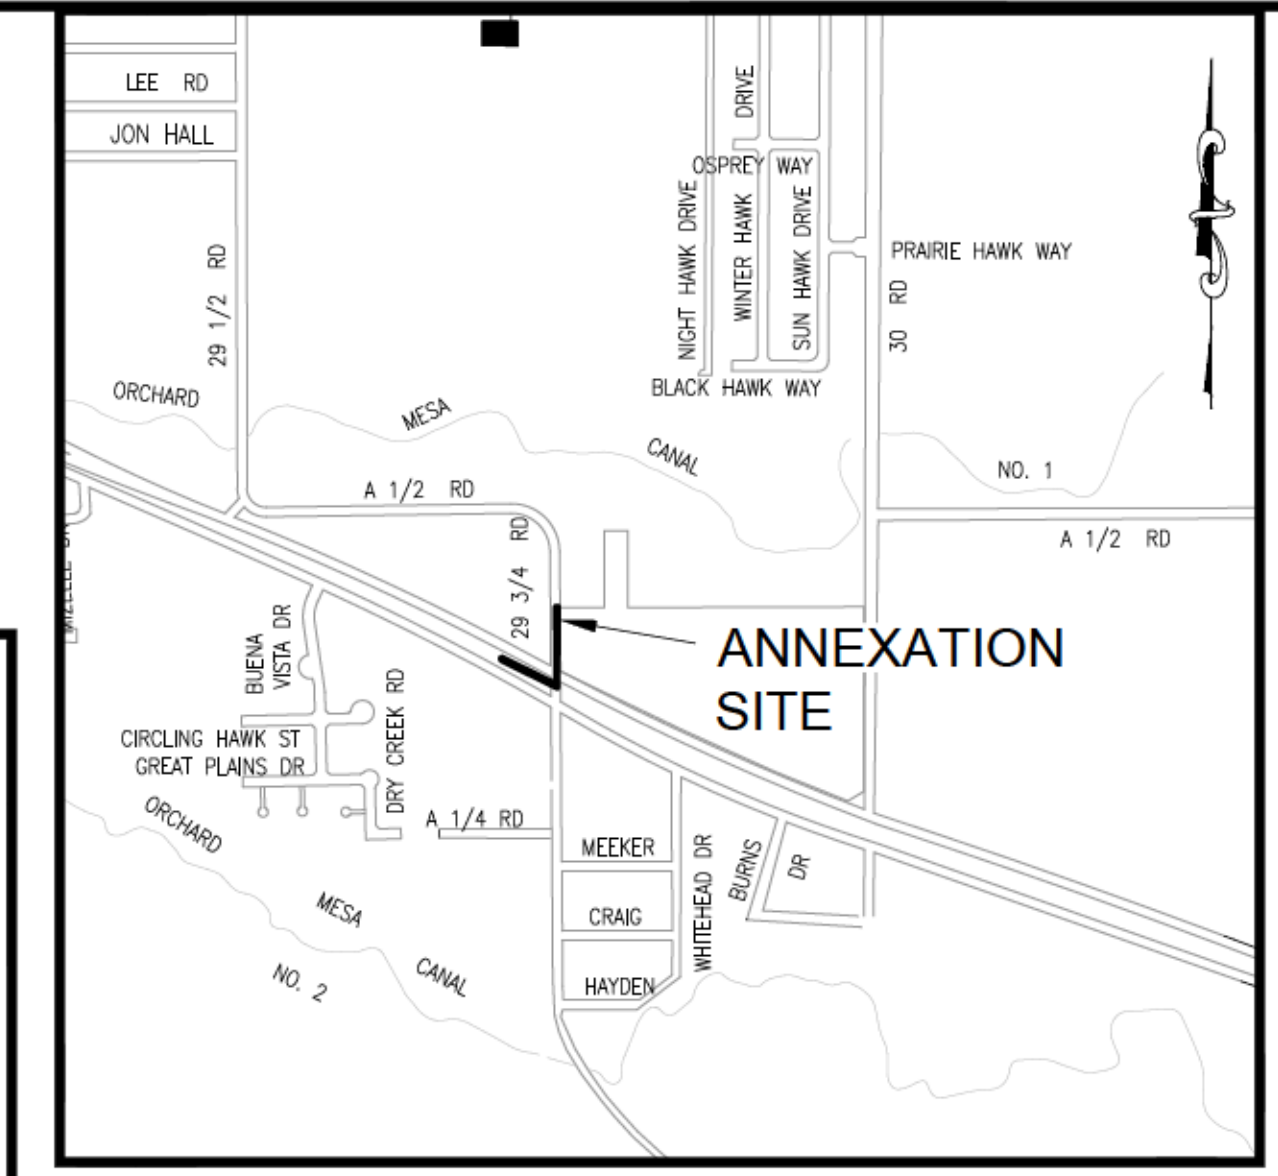 LEE RD
JON HALL
29 1/2 RD
ORCHARD
MESA
CANAL
NO. 1
NIGHT HAWK DRIVE
WINTER HAWK DRIVE
OSPREY WAY
SUN HAWK DRIVE
BLACK HAWK WAY
PRAIRIE HAWK WAY
30 RD
A 1/2 RD
A 1/2 RD
29 3/4 RD
ANNEXATION
SITE
BUENA
VISTA DR
CIRCLING HAWK ST
GREAT PLAINS DR
DRY CREEK RD
A 1/4 RD
ORCHARD
MESA
CANAL
NO. 2
MEEKER
CRAIG
HAYDEN
WHITEHEAD DR
BURNS
DR